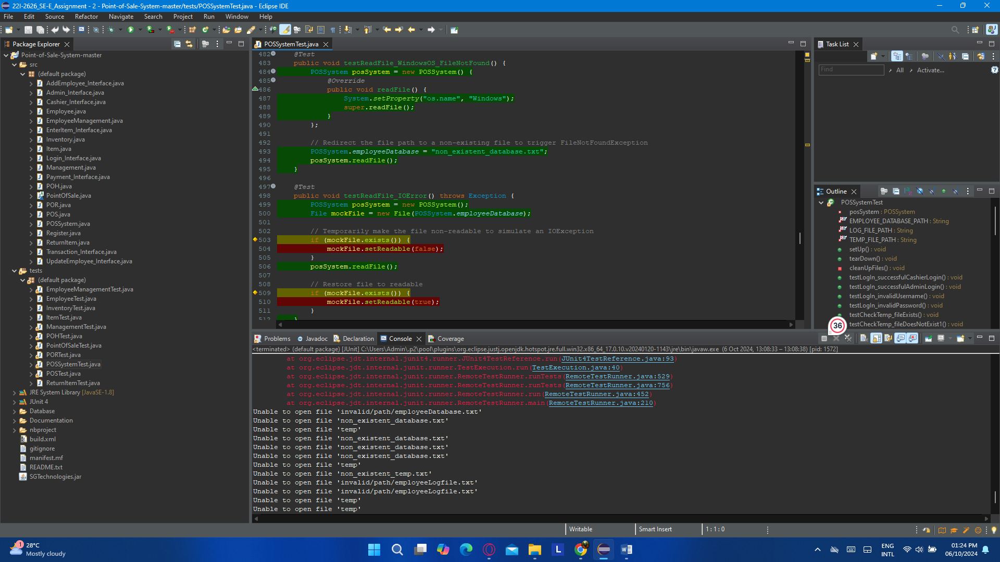 22I-2626_SE-E_Assignment - 2 - Point-of-Sale-System-master/tests/POSSystemTest.java - Eclipse IDE
File Edit Source Refactor Navigate Search Project Run Window Help
Package Explorer
Point-of-Sale-System-master
src
(default package)
AddEmployee_Interface.java
Admin_Interface.java
Cashier_Interface.java
Employee.java
EmployeeManagement.java
EnterItem_Interface.java
Inventory.java
Item.java
Login_Interface.java
Management.java
Payment_Interface.java
POH.java
PointOfSale.java
POR.java
POS.java
POSSystem.java
Register.java
ReturnItem.java
Transaction_Interface.java
UpdateEmployee_Interface.java
tests
(default package)
EmployeeManagementTest.java
EmployeeTest.java
InventoryTest.java
ItemTest.java
ManagementTest.java
POHTest.java
PointOfSaleTest.java
PORTest.java
POSSystemTest.java
POSTest.java
ReturnItemTest.java
JRE System Library [JavaSE-1.8]
JUnit 4
Database
Documentation
nbproject
build.xml
gitignore
manifest.mf
README.txt
SGTechnologies.jar
POSSystemTest.java
482 @Test
483 public void testReadFile_WindowsOS_FileNotFound() {
484 POSSystem posSystem = new POSSystem() {
485 @Override
486 public void readFile() {
487 System.setProperty("os.name", "Windows");
488 super.readFile();
489 }
490 };
491
492 // Redirect the file path to a non-existing file to trigger FileNotFoundException
493 POSSystem.employeeDatabase = "non_existent_database.txt";
494 posSystem.readFile();
495 }
496
497 @Test
498 public void testReadFile_IOError() throws Exception {
499 POSSystem posSystem = new POSSystem();
500 File mockFile = new File(POSSystem.employeeDatabase);
501
502 // Temporarily make the file non-readable to simulate an IOException
503 if (mockFile.exists()) {
504 mockFile.setReadable(false);
505 }
506 posSystem.readFile();
507
508 // Restore file to readable
509 if (mockFile.exists()) {
510 mockFile.setReadable(true);
511 }
512 }
Task List
Find All Activate...
Outline
POSSystemTest
posSystem : POSSystem
EMPLOYEE_DATABASE_PATH : String
LOG_FILE_PATH : String
TEMP_FILE_PATH : String
setUp() : void
tearDown() : void
cleanUpFiles() : void
testLogIn_successfulCashierLogin() : void
testLogIn_successfulAdminLogin() : void
testLogIn_invalidUsername() : void
testLogIn_invalidPassword() : void
testCheckTemp_fileExists() : void
testCheckTemp_fileDoesNotExist1() : void
36
Problems Javadoc Declaration Console Coverage
<terminated> (default package) [JUnit] C:\Users\Admin\.p2\pool\plugins\org.eclipse.justj.openjdk.hotspot.jre.full.win32.x86_64_17.0.10.v20240120-1143\jre\bin\javaw.exe (6 Oct 2024, 13:08:33 – 13:08:38) [pid: 1572]
at org.eclipse.jdt.internal.junit4.runner.JUnit4TestReference.run(JUnit4TestReference.java:93)
at org.eclipse.jdt.internal.junit.runner.TestExecution.run(TestExecution.java:40)
at org.eclipse.jdt.internal.junit.runner.RemoteTestRunner.runTests(RemoteTestRunner.java:529)
at org.eclipse.jdt.internal.junit.runner.RemoteTestRunner.runTests(RemoteTestRunner.java:756)
at org.eclipse.jdt.internal.junit.runner.RemoteTestRunner.run(RemoteTestRunner.java:452)
at org.eclipse.jdt.internal.junit.runner.RemoteTestRunner.main(RemoteTestRunner.java:210)
Unable to open file 'invalid/path/employeeDatabase.txt'
Unable to open file 'non_existent_database.txt'
Unable to open file 'temp'
Unable to open file 'non_existent_database.txt'
Unable to open file 'non_existent_database.txt'
Unable to open file 'non_existent_database.txt'
Unable to open file 'temp'
Unable to open file 'non_existent_temp.txt'
Unable to open file 'invalid/path/employeeLogfile.txt'
Unable to open file 'invalid/path/employeeLogfile.txt'
Unable to open file 'temp'
Unable to open file 'temp'
Writable Smart Insert 1 : 1 : 0
1
28°C
Mostly cloudy
ENG
INTL
01:24 PM
06/10/2024